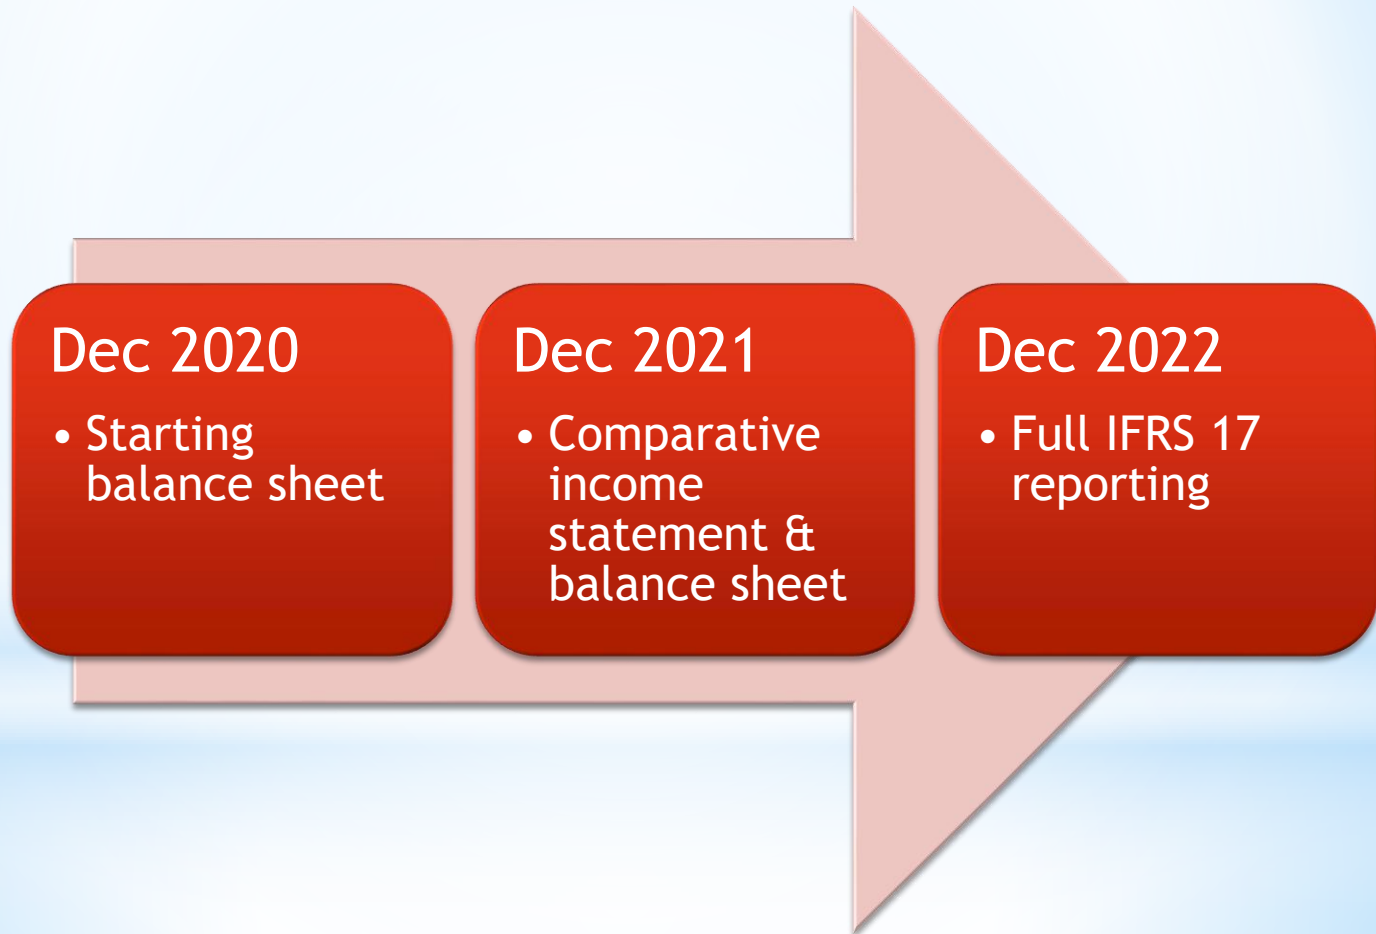 Dec 2020
• Starting
balance sheet
Dec 2021
• Comparative
income
statement &
balance sheet
Dec 2022
• Full IFRS 17
reporting